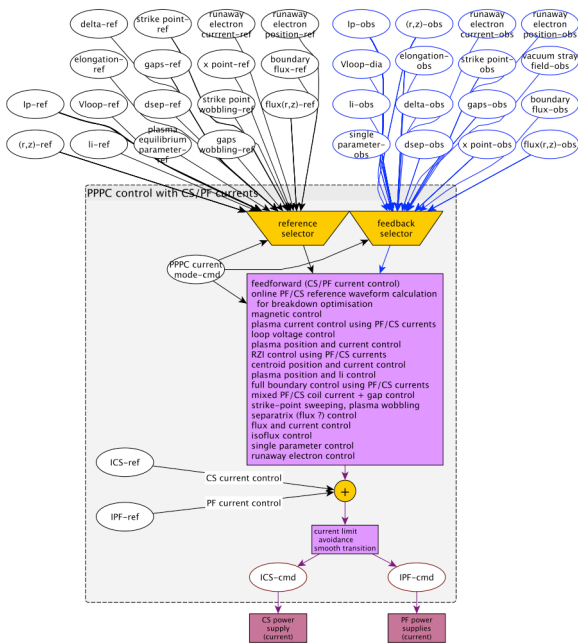 delta-ref
strike point-
ref
runaway
electron
currrent-ref
runaway
electron
position-ref
Ip-obs
(r,z)-obs
runaway
electron
currrent-obs
runaway
electron
position-obs
elongation-
ref
gaps-ref
x point-ref
boundary
flux-ref
Vloop-dia
elongation-
obs
strike point-
obs
vacuum stray
field-obs
Ip-ref
Vloop-ref
dsep-ref
strike point
wobbling-ref
flux(r,z)-ref
li-obs
delta-obs
gaps-obs
boundary
flux-obs
(r,z)-ref
li-ref
plasma
equilibrium
parameter-
ref
gaps
wobbling-ref
single
parameter-
obs
dsep-obs
x point-obs
flux(r,z)-obs
PPPC control with CS/PF currents
reference
selector
feedback
selector
PPPC current
mode-cmd
feedforward (CS/PF current control)
online PF/CS reference waveform calculation
for breakdown optimisation
magnetic control
plasma current control using PF/CS currents
loop voltage control
plasma position and current control
RZI control using PF/CS currents
centroid position and current control
plasma position and li control
full boundary control using PF/CS currents
mixed PF/CS coil current + gap control
strike-point sweeping, plasma wobbling
separatrix (flux ?) control
flux and current control
isoflux control
single parameter control
runaway electron control
ICS-ref
CS current control
+
IPF-ref
PF current control
current limit
avoidance
smooth transition
ICS-cmd
IPF-cmd
CS power
supply
(current)
PF power
supplies
(current)